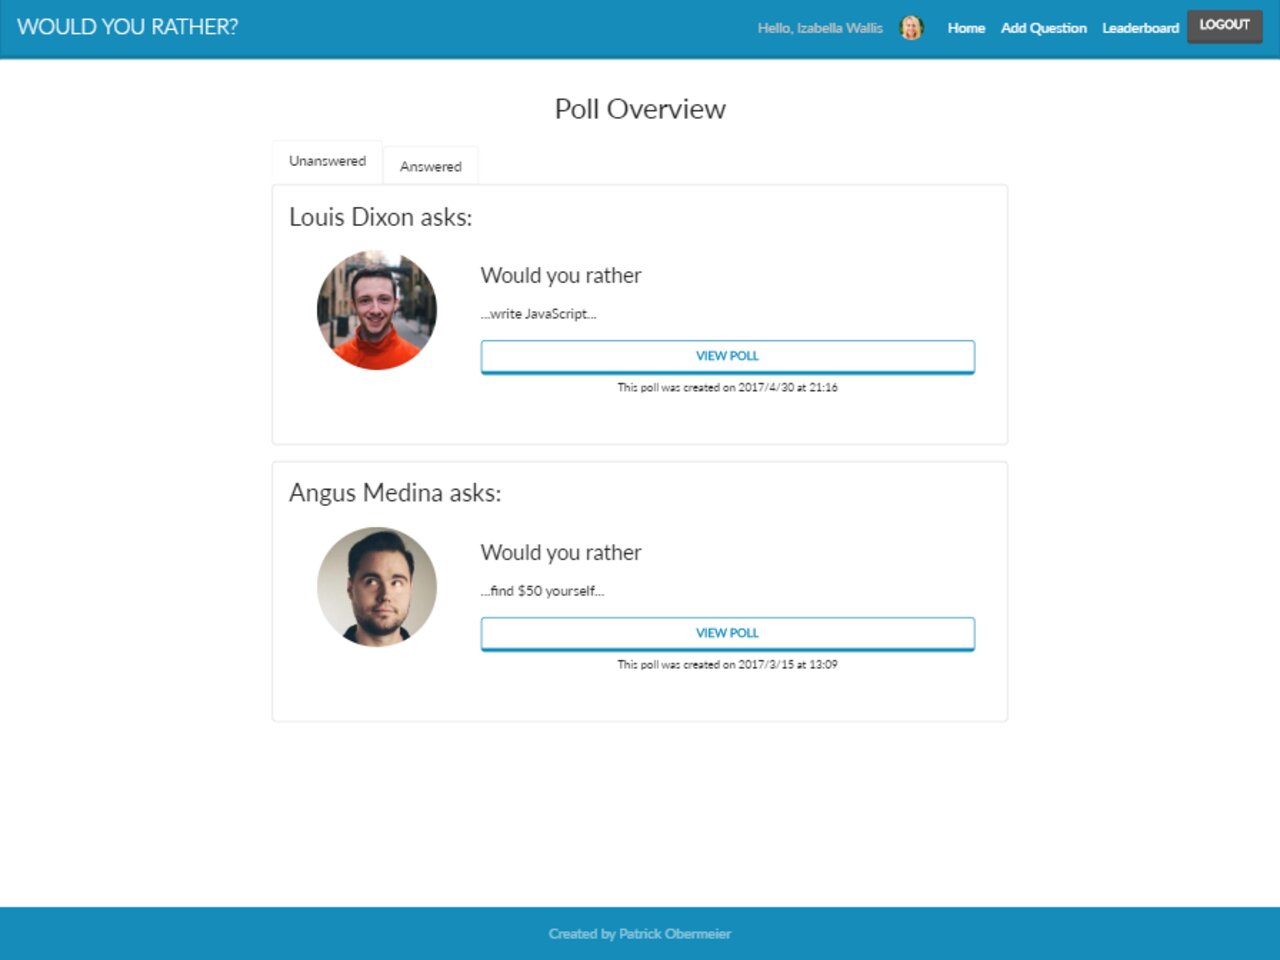 WOULD YOU RATHER?
Hello, Izabella Wallis Home Add Question Leaderboard LOGOUT
Poll Overview
Unanswered Answered
Louis Dixon asks:
Would you rather
...write JavaScript...
VIEW POLL
This poll was created on 2017/4/30 at 21:16
Angus Medina asks:
Would you rather
...find $50 yourself...
VIEW POLL
This poll was created on 2017/3/15 at 13:09
Created by Patrick Obermeier